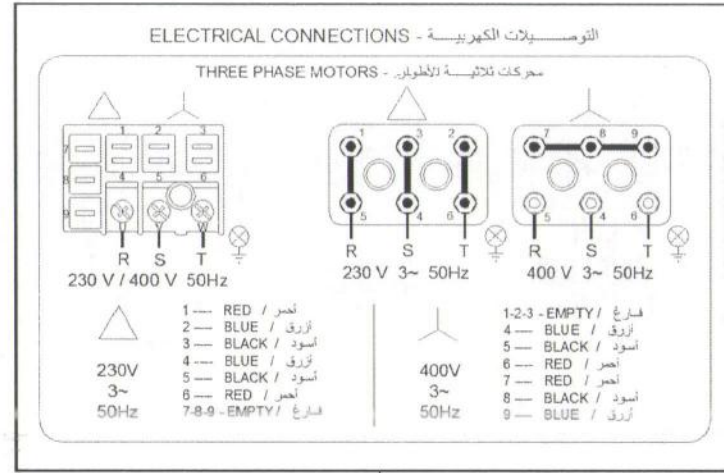 ELECTRICAL CONNECTIONS - التوصيلات الكهربية
THREE PHASE MOTORS - محركات ثلاثية الأطوار
1 2 3
7
8
9
4 5 6
R S T
230 V / 400 V 50Hz
1 3 2
5 4 6
R S T
230 V 3~ 50Hz
7 8 9
5 4 6
R S T
400 V 3~ 50Hz
230V
3~
50Hz
1 --- RED / أحمر
2 --- BLUE / أزرق
3 --- BLACK / أسود
4 --- BLUE / أزرق
5 --- BLACK / أسود
6 --- RED / أحمر
7-8-9 - EMPTY / فارغ
400V
3~
50Hz
1-2-3 - EMPTY / فارغ
4 --- BLUE / أزرق
5 --- BLACK / أسود
6 --- RED / أحمر
7 --- RED / أحمر
8 --- BLACK / أسود
9 --- BLUE / أزرق